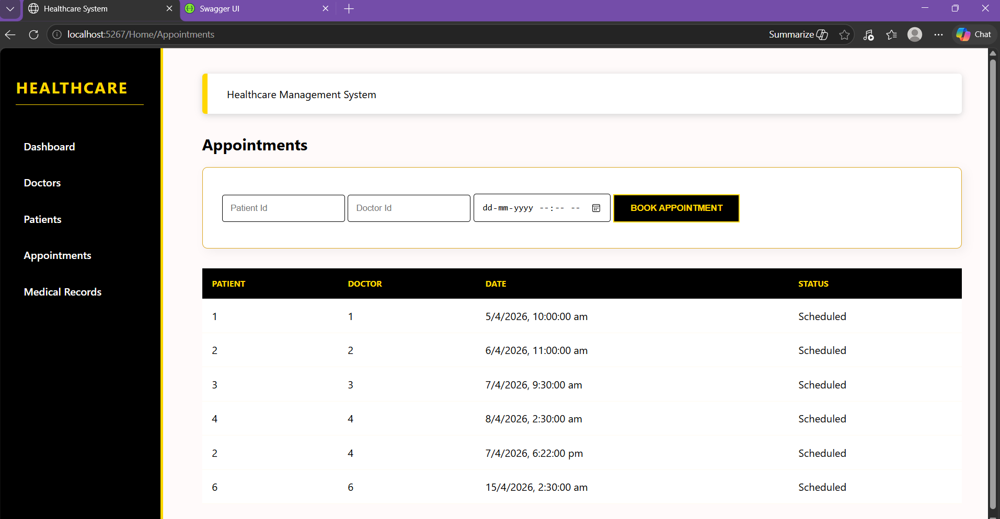 Healthcare System
Swagger UI
localhost:5267/Home/Appointments
Summarize
Chat
HEALTHCARE
Dashboard
Doctors
Patients
Appointments
Medical Records
Healthcare Management System
Appointments
Patient Id Doctor Id dd-mm-yyyy --:-- -- BOOK APPOINTMENT
PATIENT DOCTOR DATE STATUS
1 1 5/4/2026, 10:00:00 am Scheduled
2 2 6/4/2026, 11:00:00 am Scheduled
3 3 7/4/2026, 9:30:00 am Scheduled
4 4 8/4/2026, 2:30:00 am Scheduled
2 4 7/4/2026, 6:22:00 pm Scheduled
6 6 15/4/2026, 2:30:00 am Scheduled